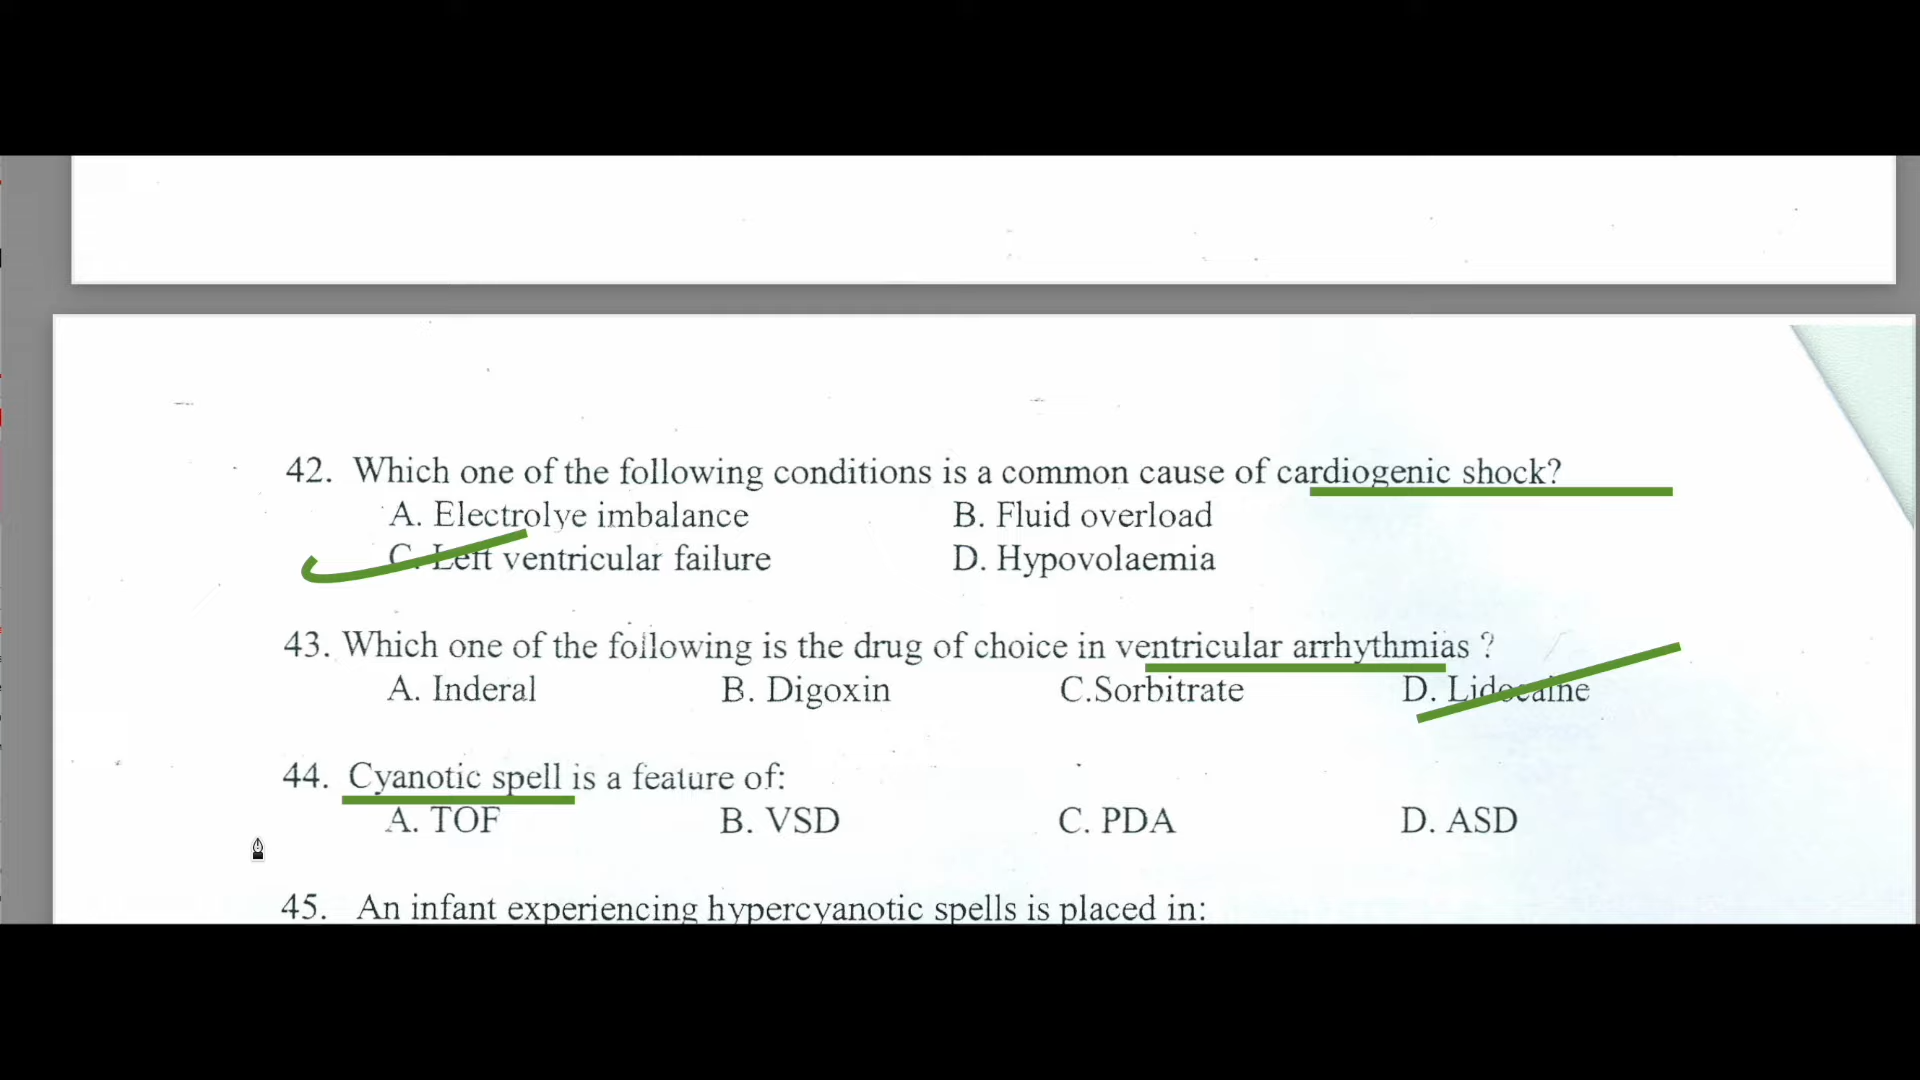 42. Which one of the following conditions is a common cause of cardiogenic shock?
A. Electrolye imbalance B. Fluid overload
C. Left ventricular failure D. Hypovolaemia
43. Which one of the following is the drug of choice in ventricular arrhythmias ?
A. Inderal B. Digoxin C.Sorbitrate D. Lidocaine
44. Cyanotic spell is a feature of:
A. TOF B. VSD C. PDA D. ASD
45. An infant experiencing hypercyanotic spells is placed in: